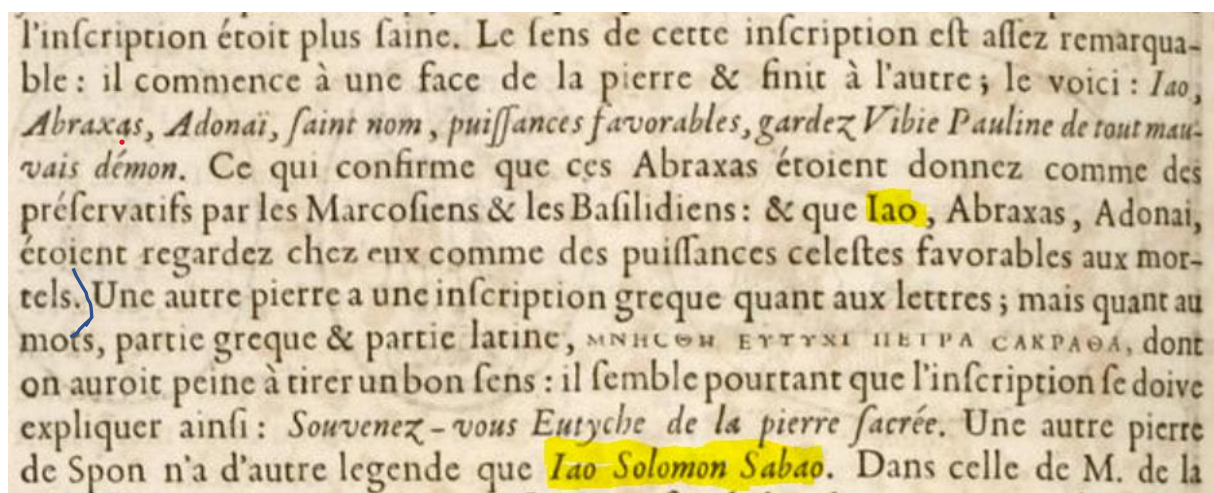 l'inſcription étoit plus ſaine. Le ſens de cette inſcription eſt aſſez remarqua-
ble : il commence à une face de la pierre & finit à l'autre ; le voici : Iao,
Abraxas, Adonaï, ſaint nom, puiſſances favorables, gardez Vibie Pauline de tout mau-
vais démon. Ce qui confirme que ces Abraxas étoient donnez comme des
préſervatifs par les Marcoſiens & les Baſilidiens : & que Iao, Abraxas, Adonai,
étoient regardez chez eux comme des puiſſances celeſtes favorables aux mor-
tels. Une autre pierre a une inſcription greque quant aux lettres ; mais quant au
mots, partie greque & partie latine, ΜΝΗCΘΗ ΕΥΤΥΧΙ ΠΕΤΡΑ CΑΚΡΑΘΑ, dont
on auroit peine à tirer un bon ſens : il ſemble pourtant que l'inſcription ſe doive
expliquer ainſi : Souvenez-vous Eutyche de la pierre ſacrée. Une autre pierre
de Spon n'a d'autre legende que Iao Solomon Sabao. Dans celle de M. de la